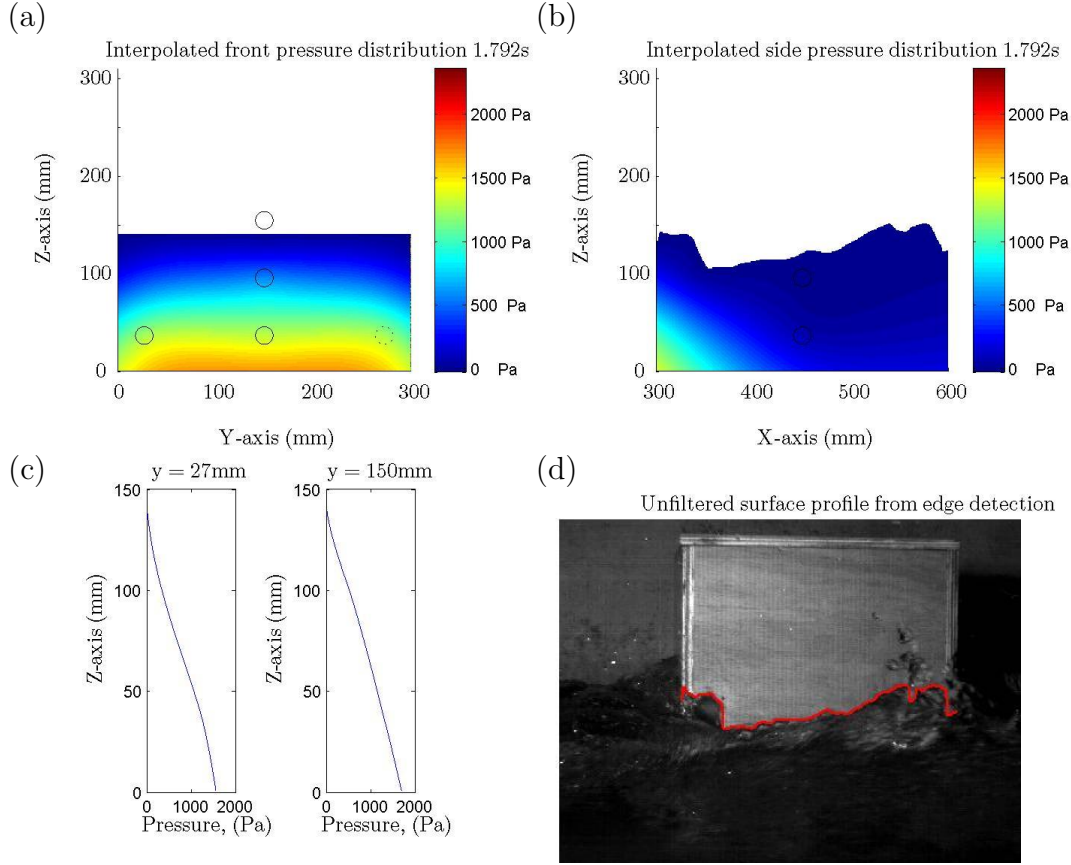 (a)
Interpolated front pressure distribution 1.792s
300
200
100
0
Z-axis (mm)
0 100 200 300
Y-axis (mm)
2000 Pa
1500 Pa
1000 Pa
500 Pa
0 Pa
(b)
Interpolated side pressure distribution 1.792s
300
200
100
0
Z-axis (mm)
300 400 500 600
X-axis (mm)
2000 Pa
1500 Pa
1000 Pa
500 Pa
0 Pa
(c)
y = 27mm
150
100
50
0
Z-axis (mm)
0 1000 2000
Pressure, (Pa)
y = 150mm
150
100
50
0
Z-axis (mm)
0 1000 2000
Pressure, (Pa)
(d)
Unfiltered surface profile from edge detection